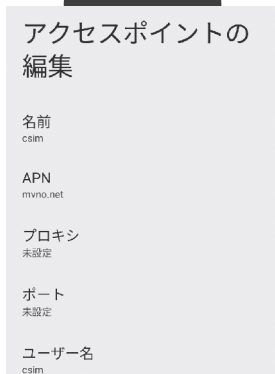 アクセスポイントの
編集
名前
csim
APN
mvno.net
プロキシ
未設定
ポート
未設定
ユーザー名
csim